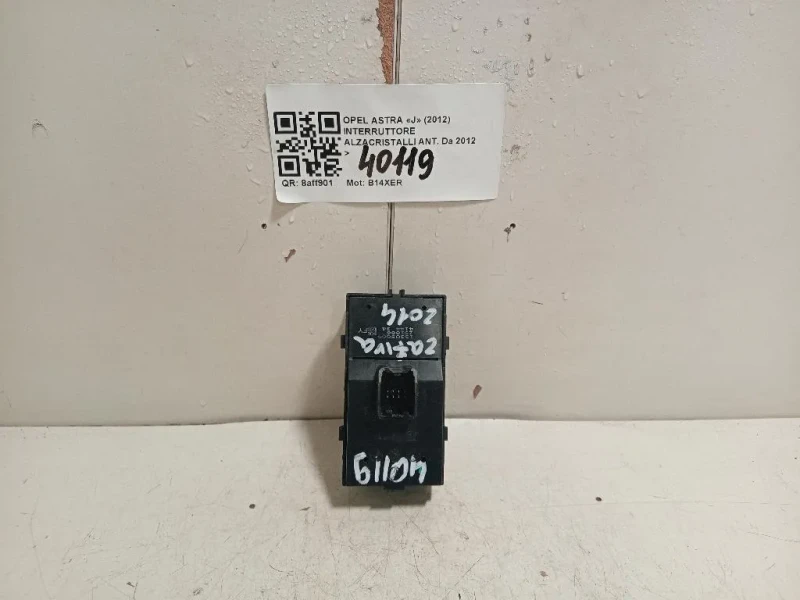 OPEL ASTRA «J» (2012)
INTERRUTTORE
ALZACRISTALLI ANT. Da 2012
>
40119
QR: 8aff901 Mot: B14XER
2014
zafira
40119